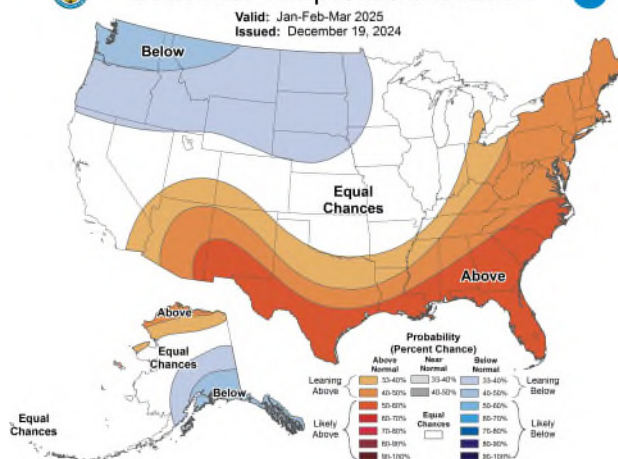 Valid: Jan-Feb-Mar 2025
Issued: December 19, 2024
Below
Equal
Chances
Above
Above
Equal
Chances
Below
Equal
Chances
Probability
(Percent Chance)
Above
Normal
Near
Normal
Below
Normal
Leaning
Above
33-40%
33-40%
33-40%
Leaning
Below
40-50%
40-50%
40-50%
50-60%
50-60%
Likely
Above
60-70%
Equal
Chances
60-70%
Likely
Below
70-80%
70-80%
80-90%
80-90%
90-100%
90-100%